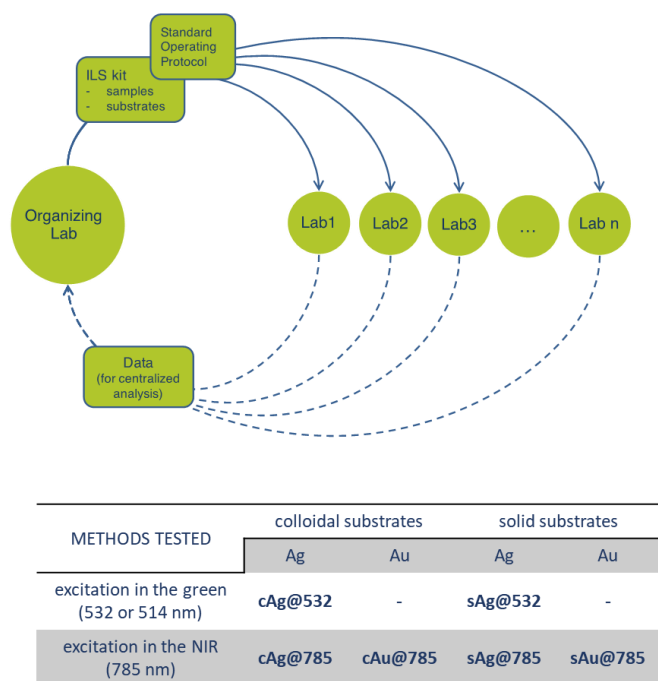 Standard
Operating
Protocol
ILS kit
- samples
- substrates
Organizing
Lab
Lab1
Lab2
Lab3
...
Lab n
Data
(for centralized
analysis)
METHODS TESTED
colloidal substrates
solid substrates
Ag
Au
Ag
Au
excitation in the green
(532 or 514 nm)
cAg@532
-
sAg@532
-
excitation in the NIR
(785 nm)
cAg@785
cAu@785
sAg@785
sAu@785